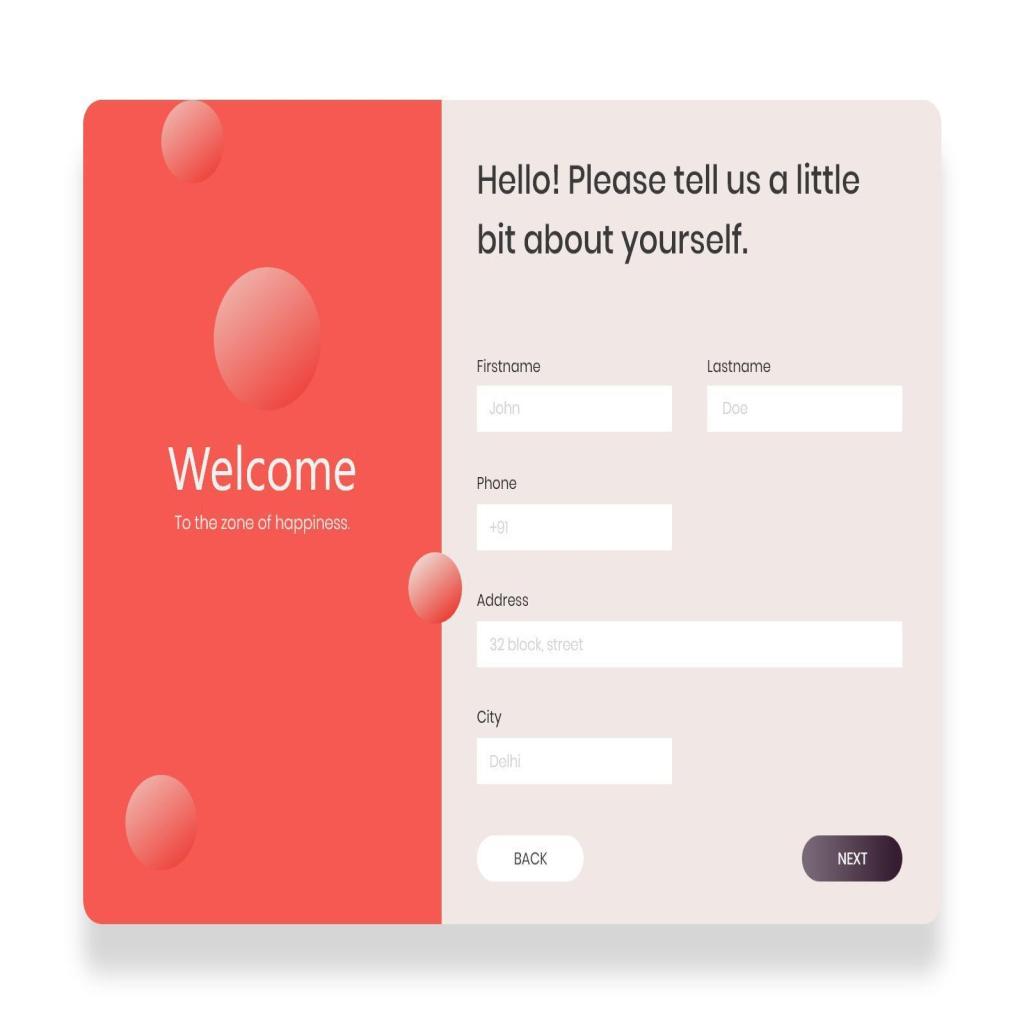 Welcome
To the zone of happiness.
Hello! Please tell us a little
bit about yourself.
Firstname
Lastname
John
Doe
Phone
+91
Address
32 block, street
City
Delhi
BACK
NEXT